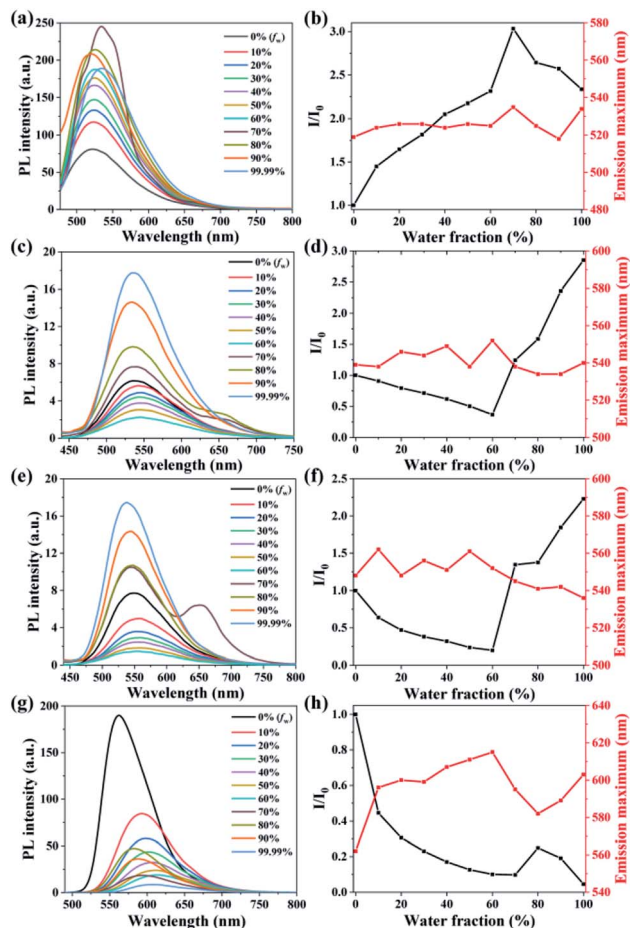 (a)
250
200
150
100
50
0
500 550 600 650 700 750 800
PL intensity (a.u.)
Wavelength (nm)
0% (fw)
10%
20%
30%
40%
50%
60%
70%
80%
90%
99.99%
(b)
3.0
2.5
2.0
1.5
1.0
0 20 40 60 80 100
580
560
540
520
500
480
I/I0
Water fraction (%)
Emission maximum (nm)
(c)
20
16
12
8
4
0
450 500 550 600 650 700 750
PL intensity (a.u.)
Wavelength (nm)
0% (fw)
10%
20%
30%
40%
50%
60%
70%
80%
90%
99.99%
(d)
3.0
2.5
2.0
1.5
1.0
0.5
0.0
0 20 40 60 80 100
600
580
560
540
520
500
I/I0
Water fraction (%)
Emission maximum (nm)
(e)
20
16
12
8
4
0
450 500 550 600 650 700 750 800
PL intensity (a.u.)
Wavelength (nm)
0% (fw)
10%
20%
30%
40%
50%
60%
70%
80%
90%
99.99%
(f)
2.5
2.0
1.5
1.0
0.5
0.0
0 20 40 60 80 100
600
580
560
540
520
500
I/I0
Water fraction (%)
Emission maximum (nm)
(g)
200
150
100
50
0
500 550 600 650 700 750 800
PL intensity (a.u.)
Wavelength (nm)
0% (fw)
10%
20%
30%
40%
50%
60%
70%
80%
90%
99.99%
(h)
1.0
0.8
0.6
0.4
0.2
0.0
0 20 40 60 80 100
640
620
600
580
560
540
I/I0
Water fraction (%)
Emission maximum (nm)